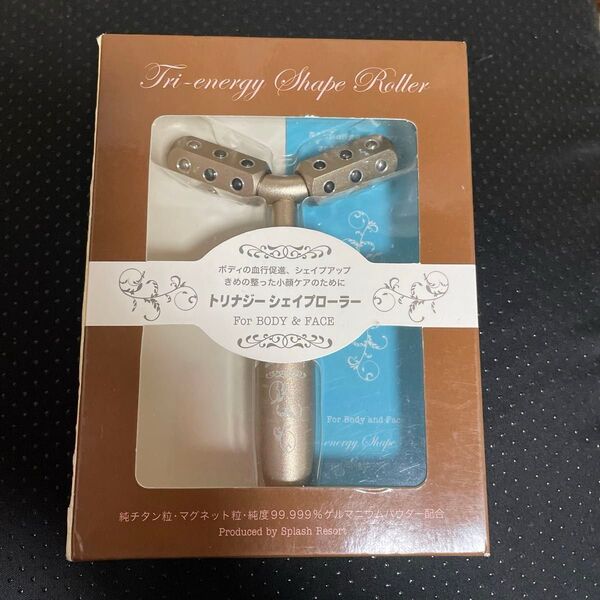 Tri-energy Shape Roller
ボディの血行促進、シェイプアップ
きめの整った小顔ケアのために
トリナジー シェイプローラー
For BODY & FACE
For Body and Fac
energy Shape
純チタン粒・マグネット粒・純度99.999%ゲルマニウムパウダー配合
Produced by Splash Resort